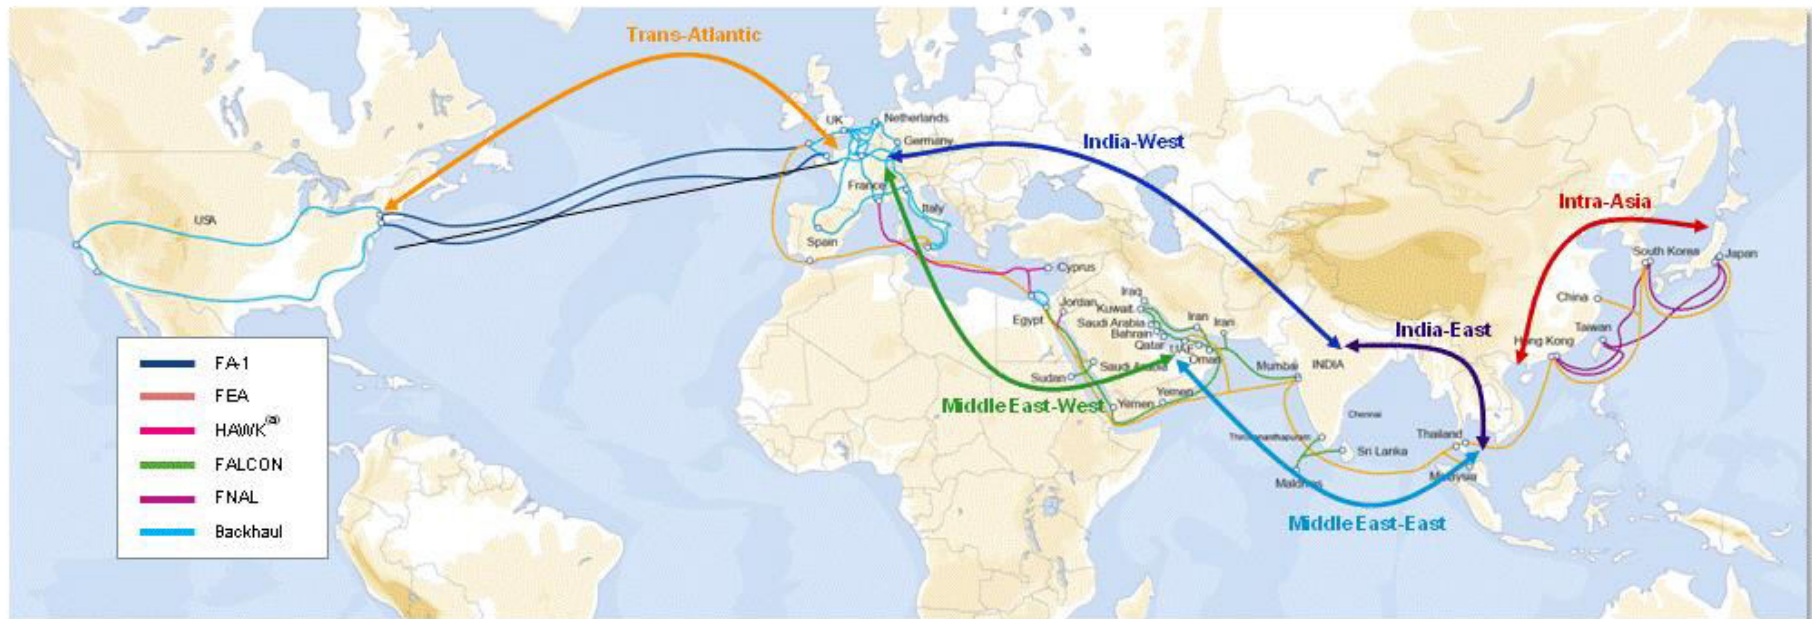 Trans-Atlantic
UK
Netherlands
Germany
India-West
France
Italy
USA
Spain
Intra-Asia
South Korea
Japan
Cyprus
Iraq
Jordan
Kuwait
China
Egypt
Saudi Arabia
Iran
Iran
Bahrain
Taiwan
India-East
Qatar
UAE
Oman
Hong Kong
Mumbai
INDIA
Sudan
Saudi Arabia
Yemen
Middle East-West
Yemen
Chennai
Thiruvananthapuram
Thailand
Sri Lanka
Malaysia
Maldives
Middle East-East
FA-1
FEA
HAWK(a)
FALCON
FNAL
Backhaul